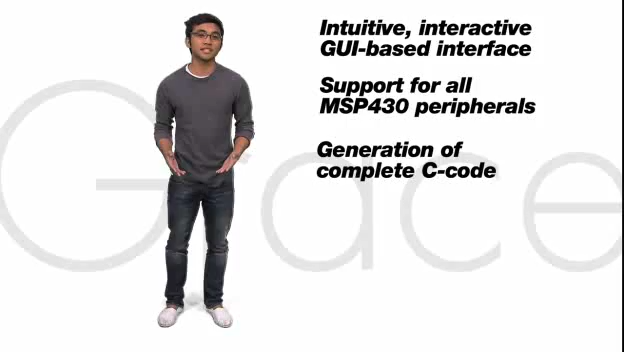 Intuitive, interactive
GUI-based interface
Support for all
MSP430 peripherals
Generation of
complete C-code
Grace